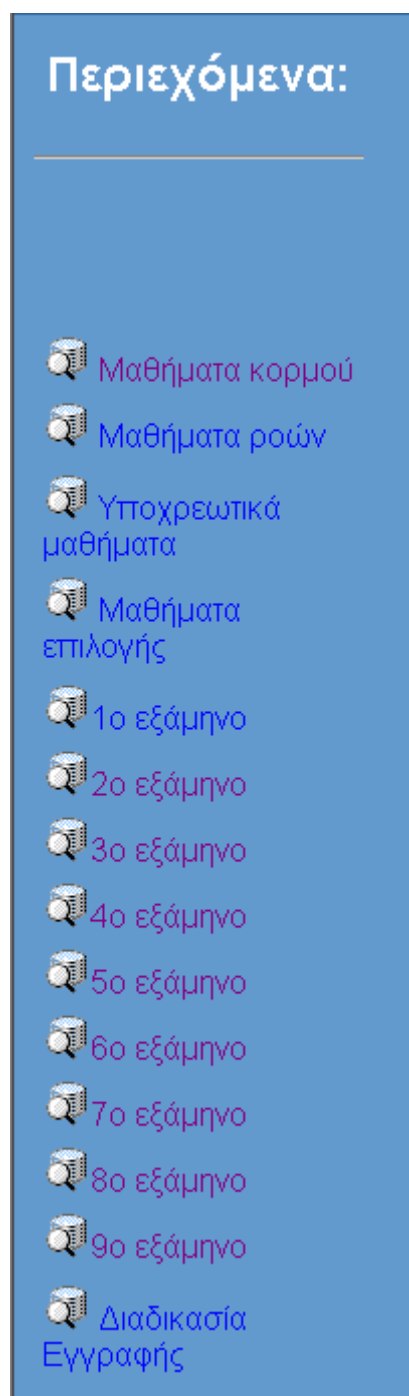 Περιεχόμενα:
Μαθήματα κορμού
Μαθήματα ροών
Υποχρεωτικά
μαθήματα
Μαθήματα
επιλογής
1ο εξάμηνο
2ο εξάμηνο
3ο εξάμηνο
4ο εξάμηνο
5ο εξάμηνο
6ο εξάμηνο
7ο εξάμηνο
8ο εξάμηνο
9ο εξάμηνο
Διαδικασία
Εγγραφής